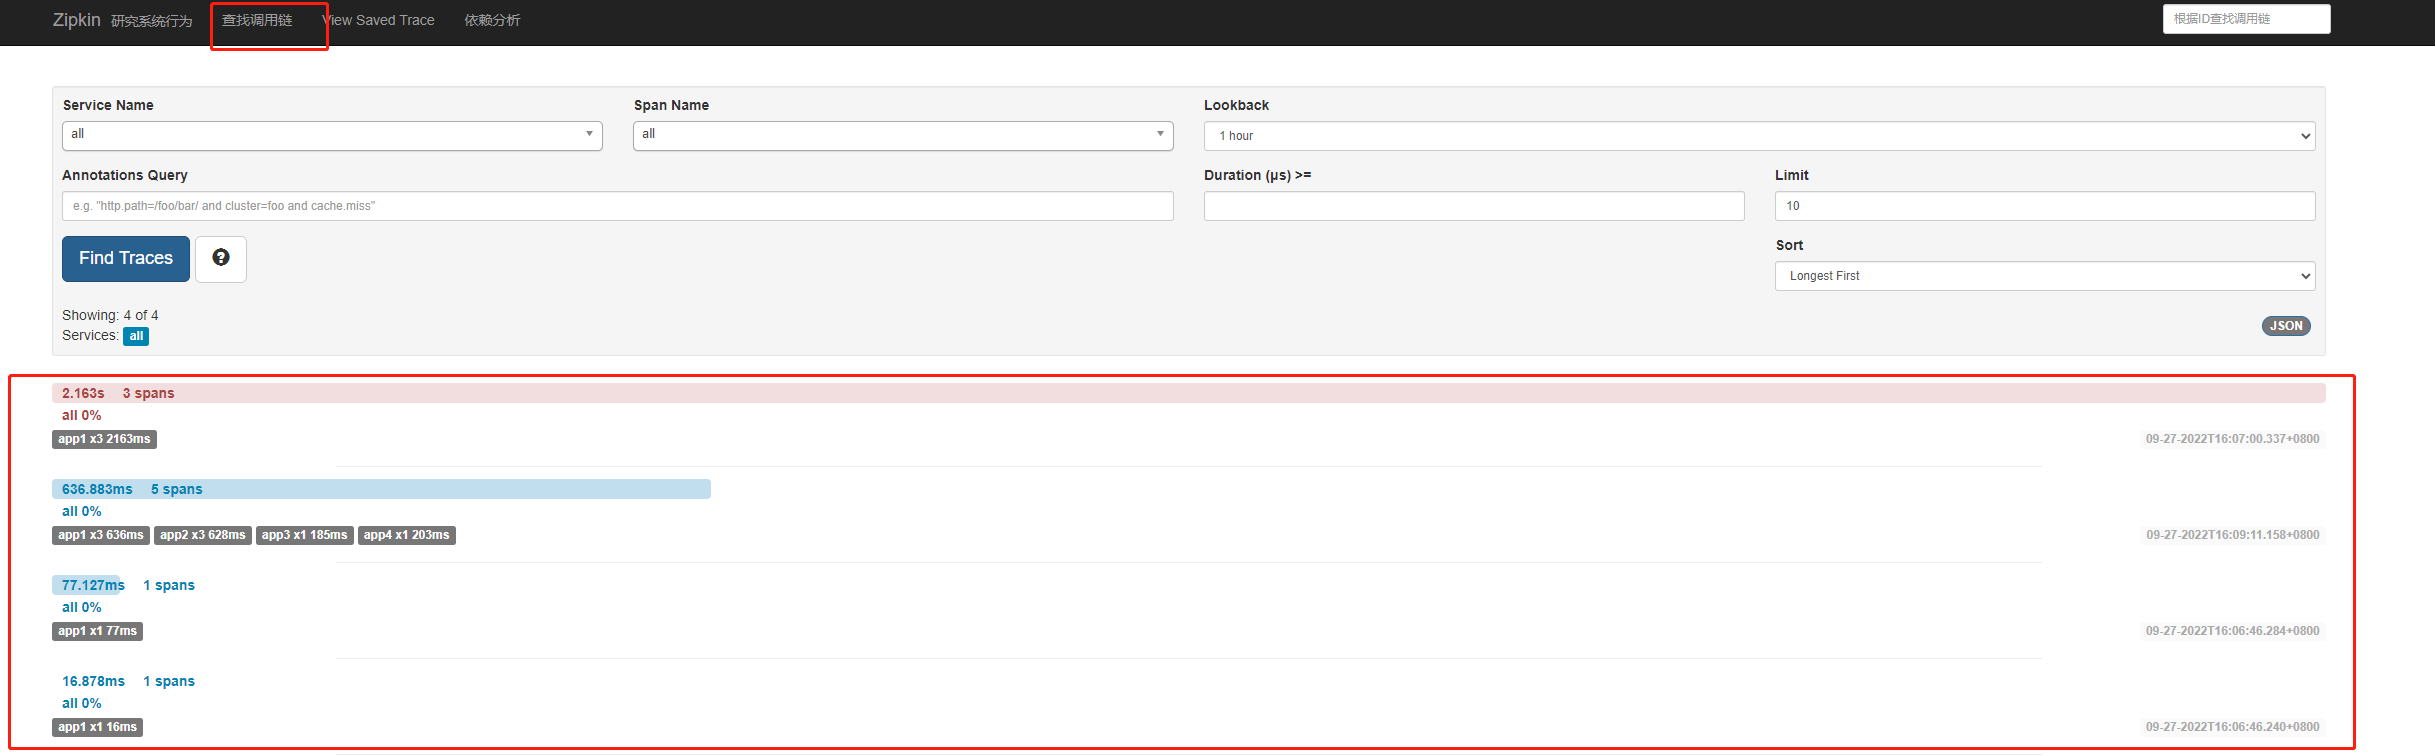 Zipkin 研究系统行为 查找调用链 View Saved Trace 依赖分析 根据ID查找调用链
Service Name Span Name Lookback
all all 1 hour
Annotations Query Duration (μs) >= Limit
e.g. "http.path=/foo/bar/ and cluster=foo and cache.miss" 10
Find Traces ? Sort
Longest First
Showing: 4 of 4
Services: all JSON
2.163s 3 spans
all 0%
app1 x3 2163ms 09-27-2022T16:07:00.337+0800
636.883ms 5 spans
all 0%
app1 x3 636ms app2 x3 628ms app3 x1 185ms app4 x1 203ms 09-27-2022T16:09:11.158+0800
77.127ms 1 spans
all 0%
app1 x1 77ms 09-27-2022T16:06:46.284+0800
16.878ms 1 spans
all 0%
app1 x1 16ms 09-27-2022T16:06:46.240+0800